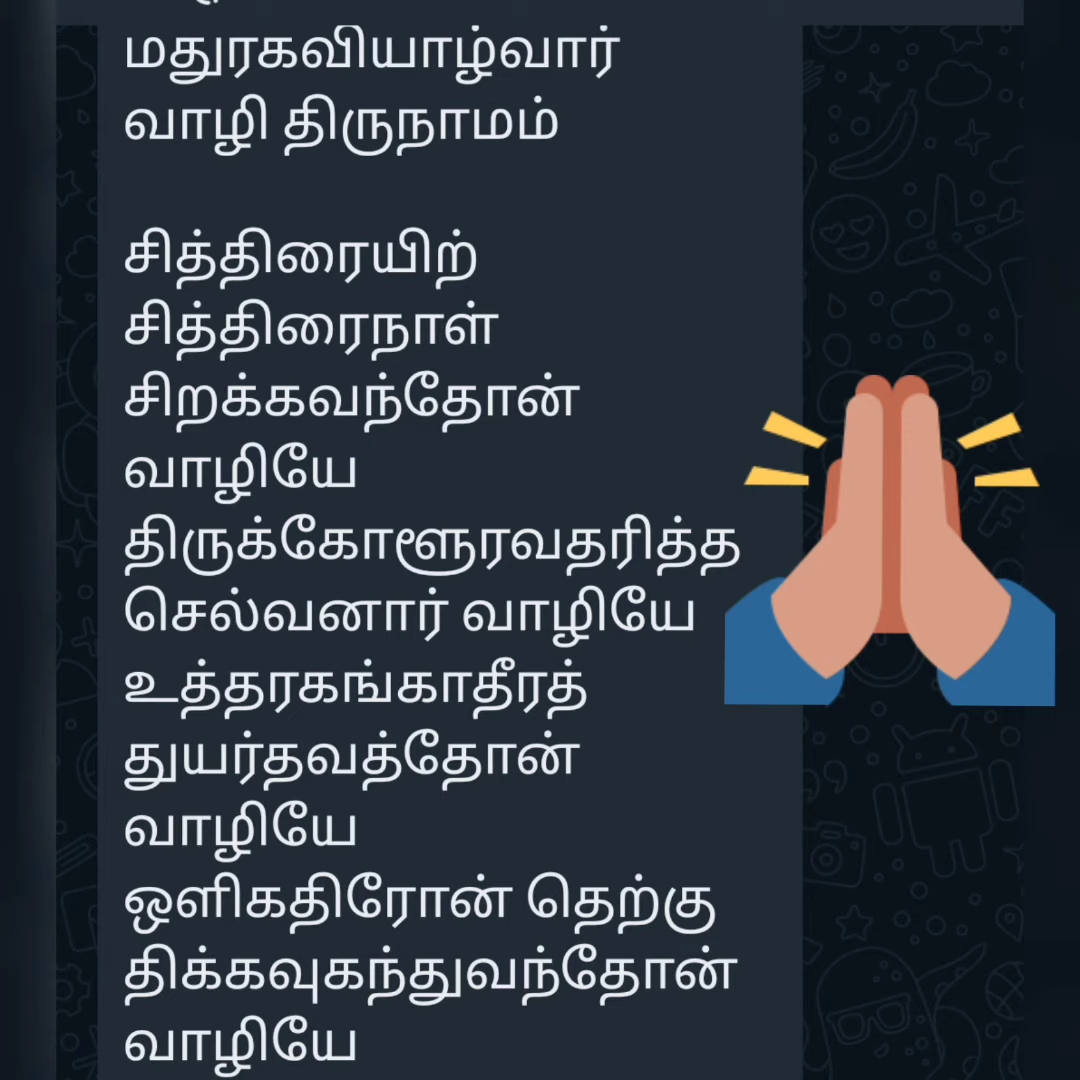 மதுரகவியாழ்வார்
வாழி திருநாமம்
சித்திரையிற்
சித்திரைநாள்
சிறக்கவந்தோன்
வாழியே
திருக்கோளூரவதரித்த
செல்வனார் வாழியே
உத்தரகங்காதீரத்
துயர்தவத்தோன்
வாழியே
ஒளிகதிரோன் தெற்கு
திக்கவுகந்துவந்தோன்
வாழியே